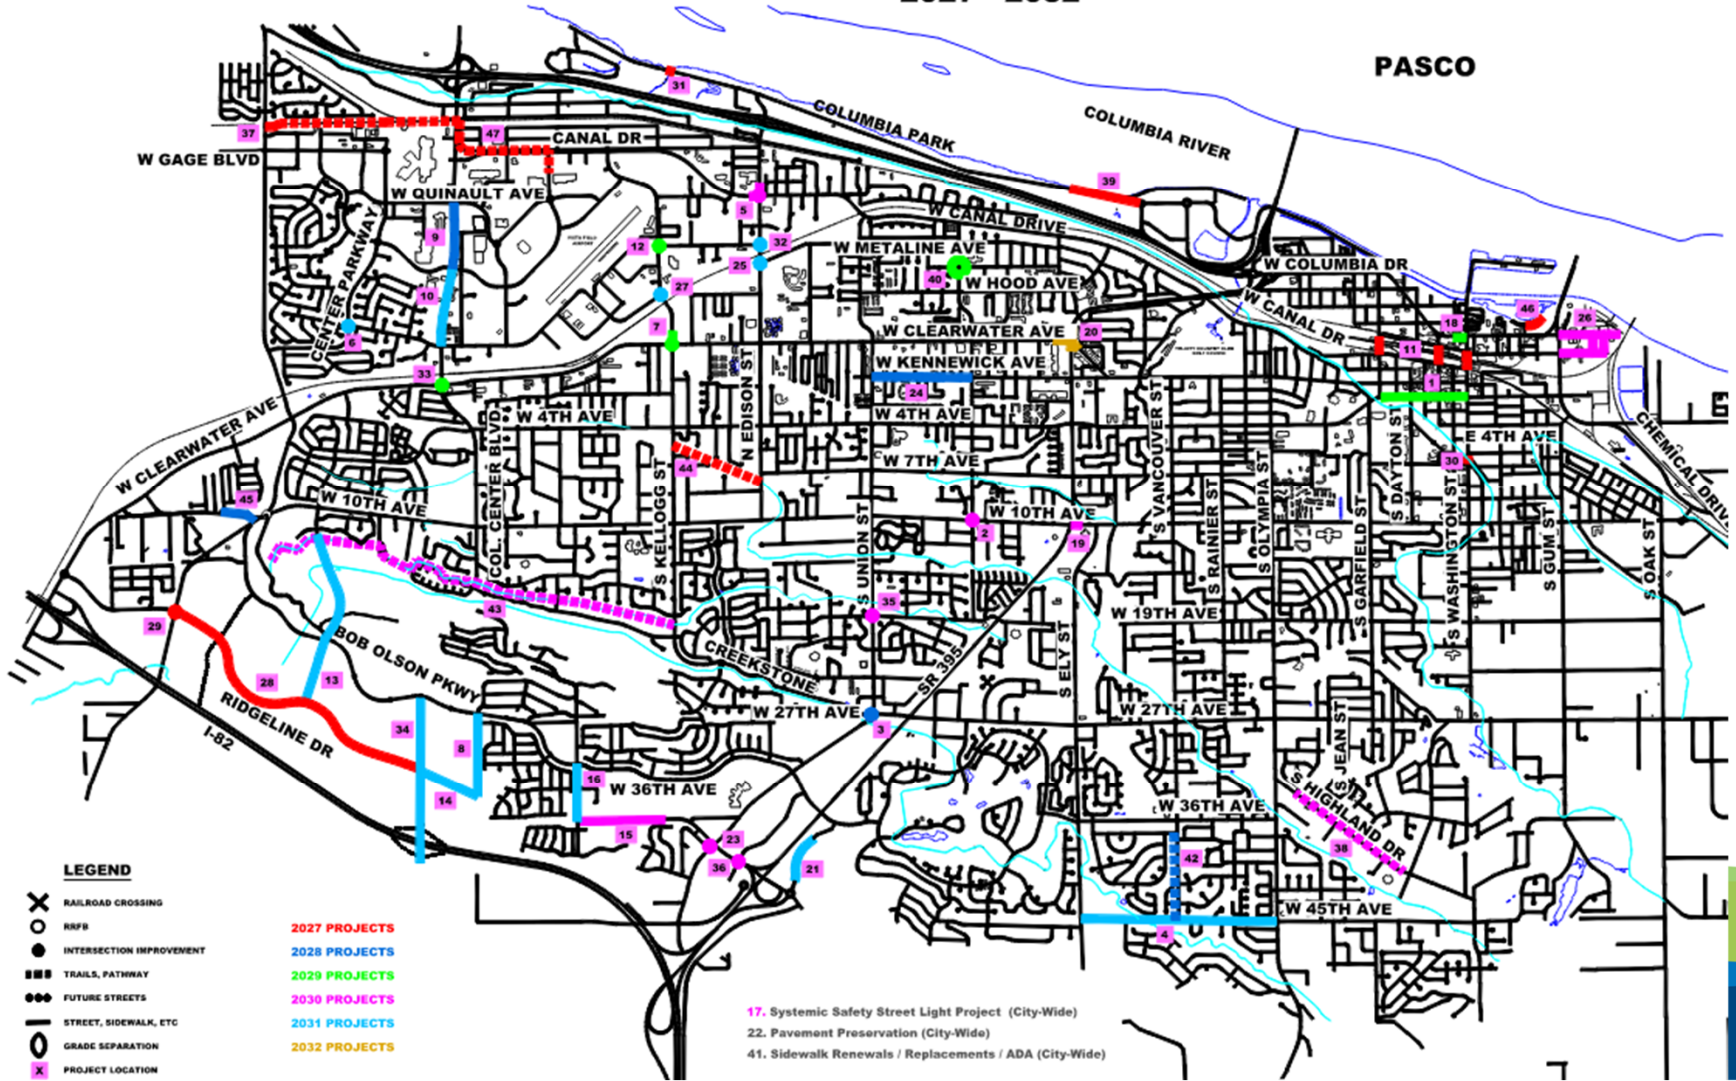 2027 - 2032
PASCO
31
COLUMBIA PARK
COLUMBIA RIVER
37
47
CANAL DR
W GAGE BLVD
39
W QUINAULT AVE
5
W CANAL DRIVE
9
12
32
W METALINE AVE
25
W COLUMBIA DR
CENTER PARKWAY
10
27
40
W HOOD AVE
W CANAL DR
46
26
7
W CLEARWATER AVE
20
18
6
11
33
W KENNEWICK AVE
24
1
W CLEARWATER AVE
W 4TH AVE
N EDISON ST
W 4TH AVE
S VANCOUVER ST
CHEMICAL DRIVE
COL. CENTER BLVD.
S DAYTON ST
E 4TH AVE
44
W 7TH AVE
30
45
W 10TH AVE
S KELLOGG ST
S UNION ST
W 10TH AVE
2
19
S RAINIER ST
S OLYMPIA ST
S GARFIELD ST
S WASHINGTON ST
S GUM ST
S OAK ST
43
35
W 19TH AVE
29
BOB OLSON PKWY
CREEKSTONE
SR 395
S ELY ST
28
13
RIDGELINE DR
I-82
34
8
W 27TH AVE
3
W 27TH AVE
S JEAN ST
14
16
W 36TH AVE
W 36TH AVE
S HIGHLAND DR
15
23
36
21
42
38
W 45TH AVE
4
LEGEND
RAILROAD CROSSING
RRFB
INTERSECTION IMPROVEMENT
TRAILS, PATHWAY
FUTURE STREETS
STREET, SIDEWALK, ETC
GRADE SEPARATION
X PROJECT LOCATION
2027 PROJECTS
2028 PROJECTS
2029 PROJECTS
2030 PROJECTS
2031 PROJECTS
2032 PROJECTS
17. Systemic Safety Street Light Project (City-Wide)
22. Pavement Preservation (City-Wide)
41. Sidewalk Renewals / Replacements / ADA (City-Wide)